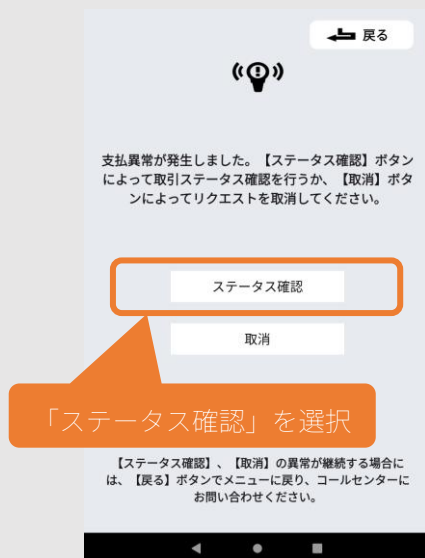 戻る
支払異常が発生しました。【ステータス確認】ボタン
によって取引ステータス確認を行うか、【取消】ボタ
ンによってリクエストを取消してください。
ステータス確認
取消
「ステータス確認」を選択
【ステータス確認】、【取消】の異常が継続する場合に
は、【戻る】ボタンでメニューに戻り、コールセンターに
お問い合わせください。